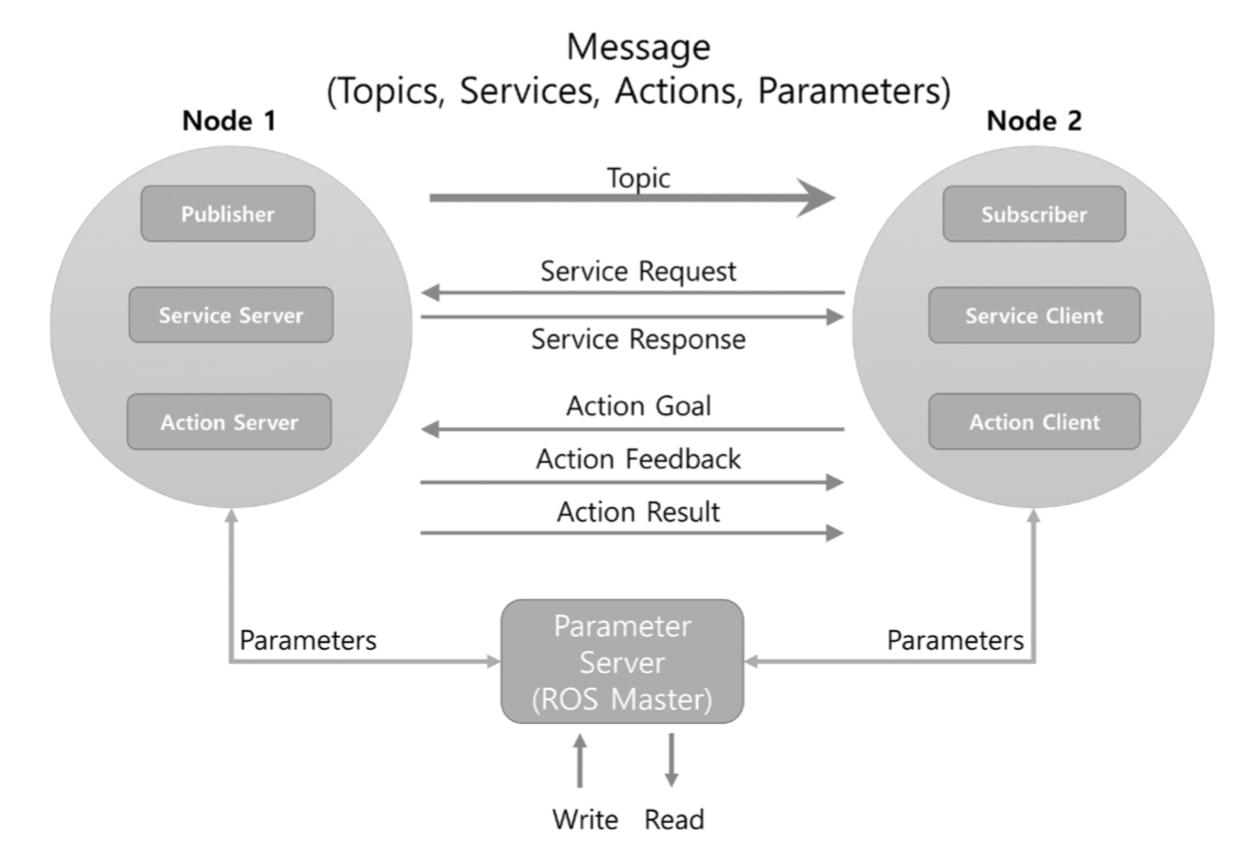 Message
(Topics, Services, Actions, Parameters)
Node 1
Node 2
Publisher
Topic
Subscriber
Service Request
Service Server
Service Client
Service Response
Action Goal
Action Server
Action Client
Action Feedback
Action Result
Parameters
Parameter
Server
(ROS Master)
Parameters
Write Read